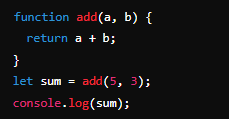 function add(a, b) {
  return a + b;
}
let sum = add(5, 3);
console.log(sum);